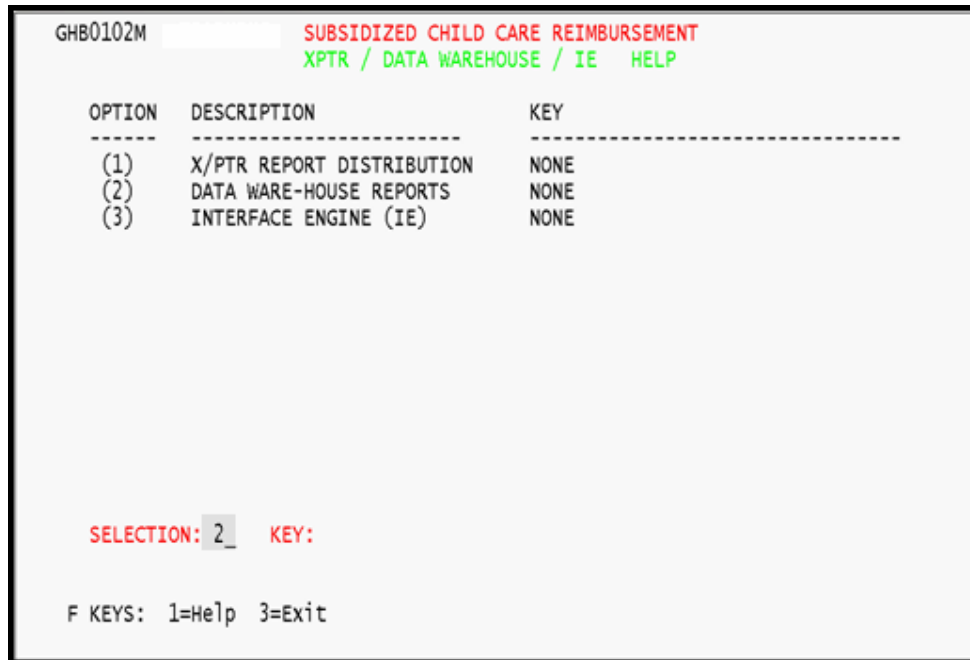 GHB0102M SUBSIDIZED CHILD CARE REIMBURSEMENT
XPTR / DATA WAREHOUSE / IE HELP
OPTION DESCRIPTION KEY
------ ------------------------ ---------------------------------
(1) X/PTR REPORT DISTRIBUTION NONE
(2) DATA WARE-HOUSE REPORTS NONE
(3) INTERFACE ENGINE (IE) NONE
SELECTION: 2_ KEY:
F KEYS: 1=Help 3=Exit